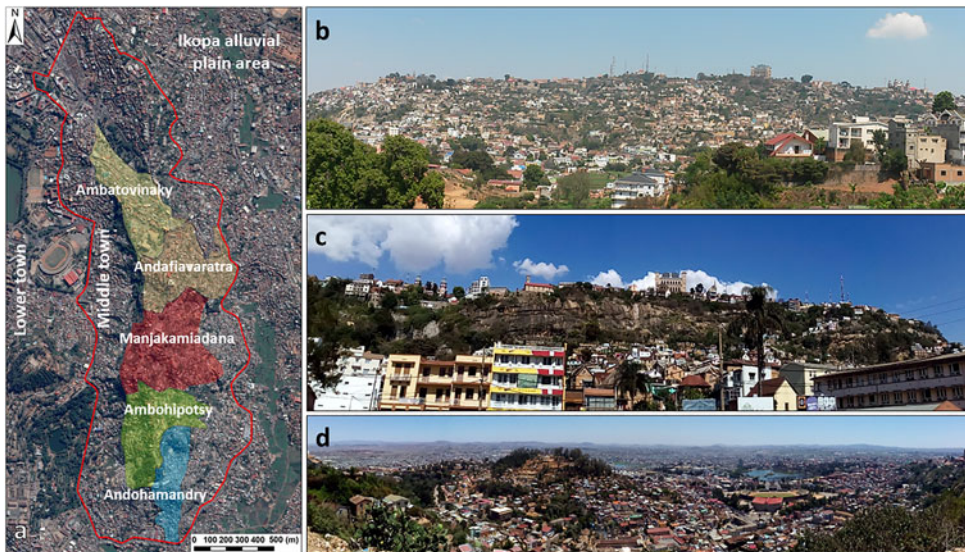 N
Ikopa alluvial
plain area
Ambatovinaky
Andafiavaratra
Lower town
Middle town
Manjakamiadana
Ambohipotsy
Andohamandry
0 100 200 300 400 500 (m)
a
b
c
d